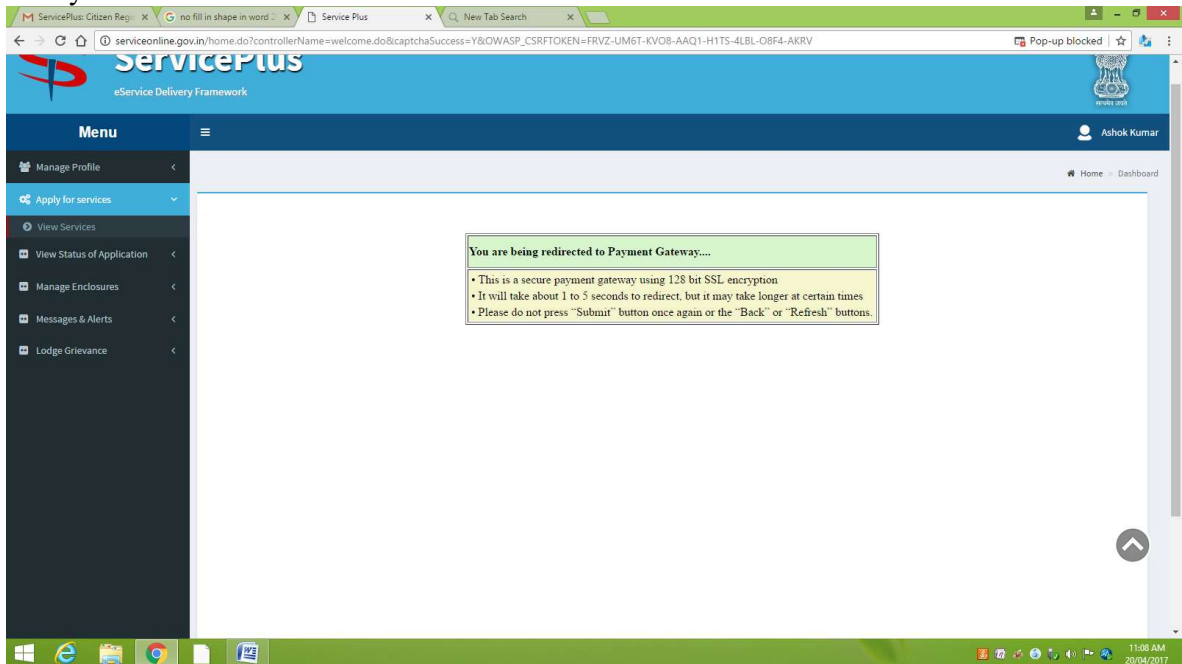 ServicePlus: Citizen Regi
no fill in shape in word 2
Service Plus
New Tab Search
serviceonline.gov.in/home.do?controllerName=welcome.do&captchaSuccess=Y&OWASP_CSRFTOKEN=FRVZ-UM6T-KVO8-AAQ1-H1TS-4LBL-O8F4-AKRV
Pop-up blocked
ServicePlus
eService Delivery Framework
सत्यमेव जयते
Menu
Ashok Kumar
Manage Profile
Home > Dashboard
Apply for services
View Services
View Status of Application
Manage Enclosures
Messages & Alerts
Lodge Grievance
You are being redirected to Payment Gateway....
• This is a secure payment gateway using 128 bit SSL encryption
• It will take about 1 to 5 seconds to redirect, but it may take longer at certain times
• Please do not press “Submit” button once again or the “Back” or “Refresh” buttons.
11:08 AM
20/04/2017